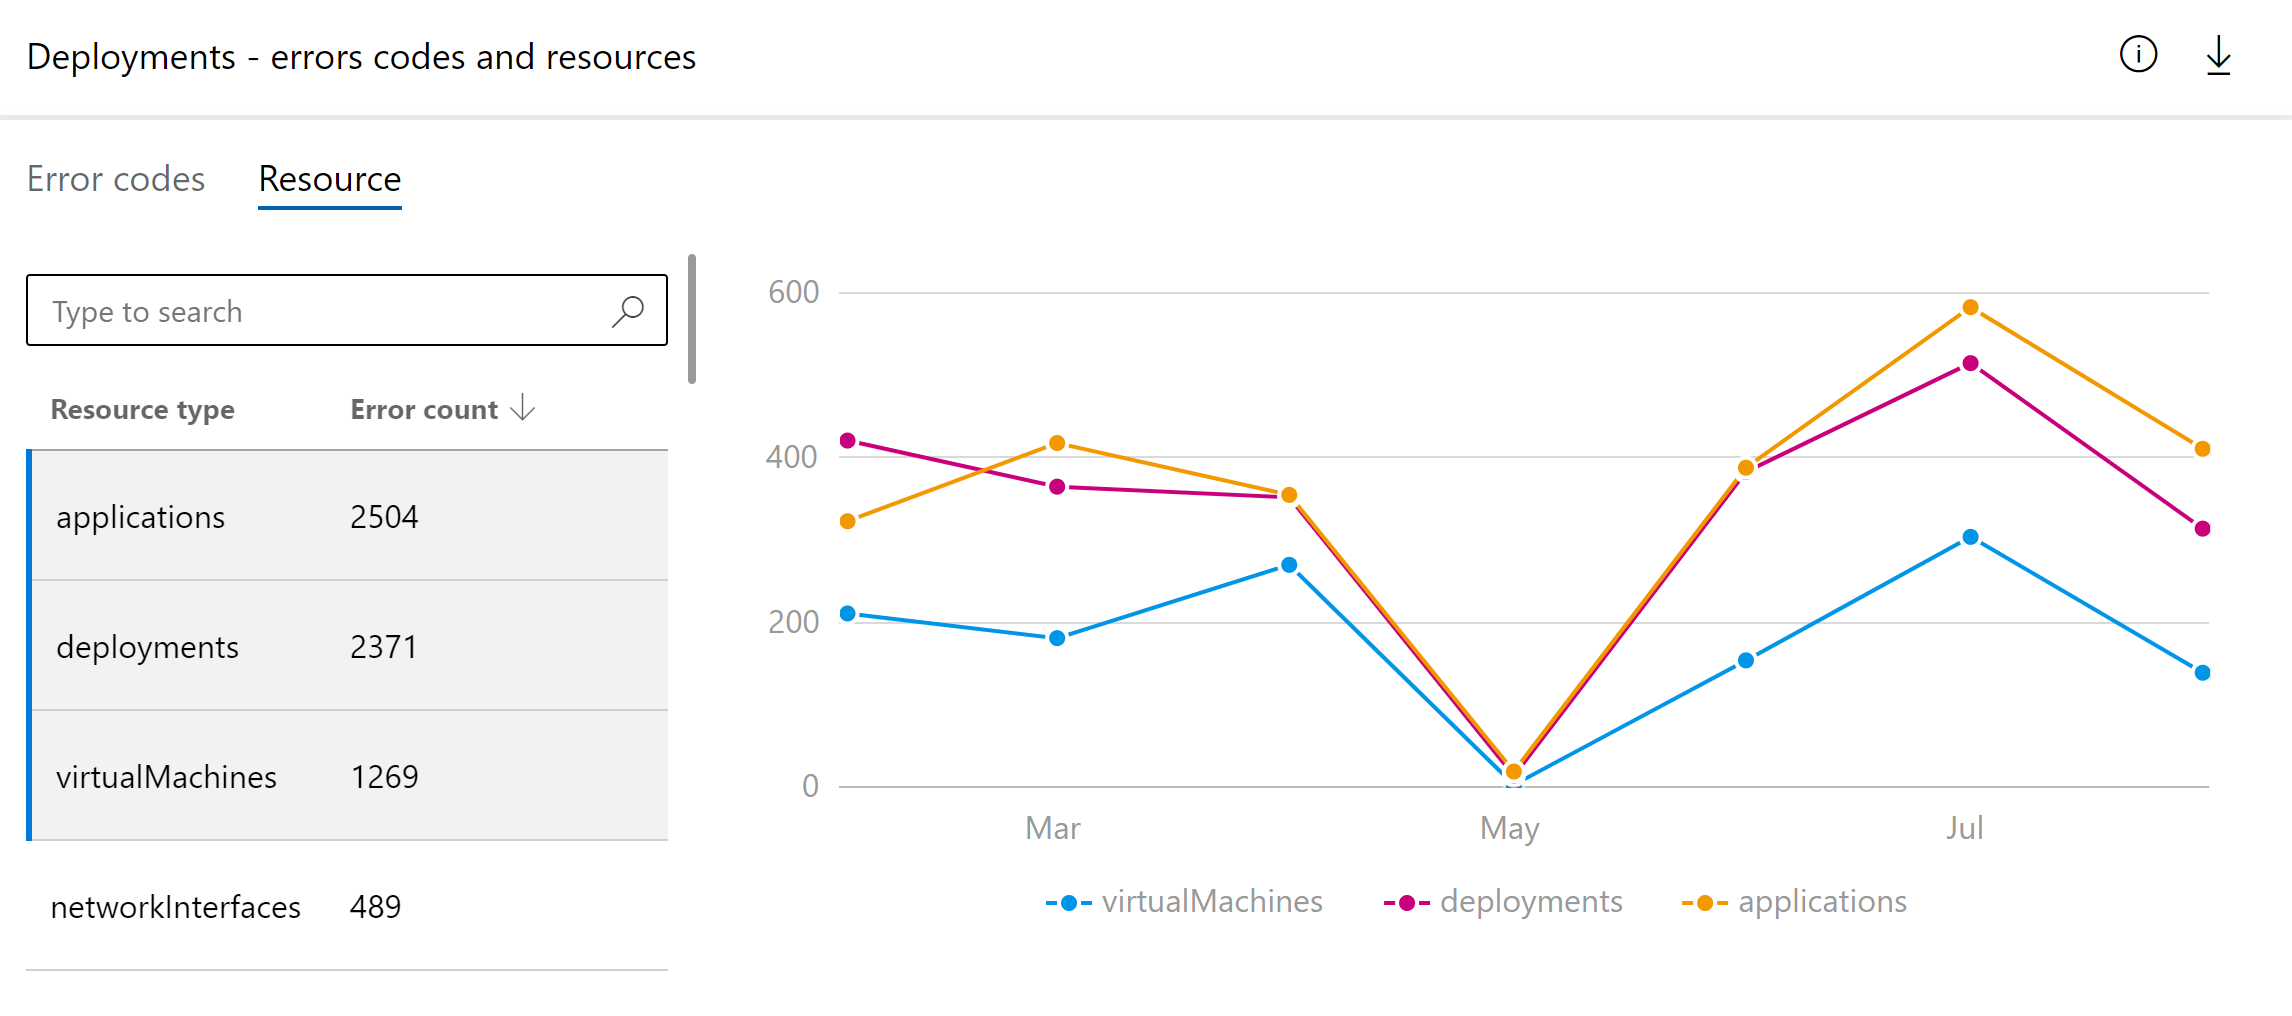 Deployments - errors codes and resources
Error codes Resource
Type to search
Resource type Error count
applications 2504
deployments 2371
virtualMachines 1269
networkInterfaces 489
600
400
200
0
Mar May Jul
virtualMachines deployments applications